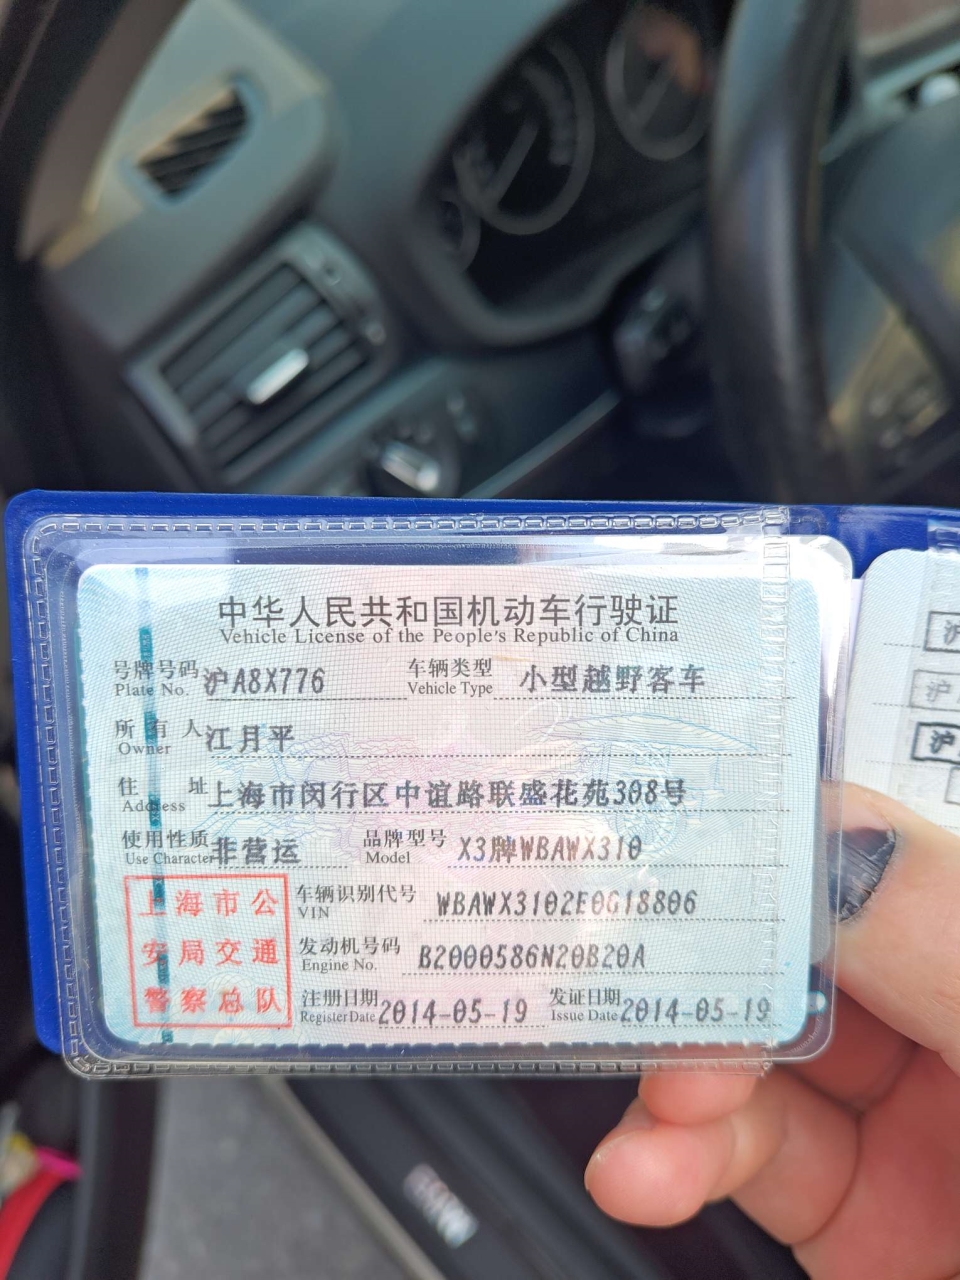 中华人民共和国机动车行驶证
Vehicle License of the People's Republic of China
号牌号码 沪A8X776 车辆类型 小型越野客车
Plate No. Vehicle Type
所有人 江月平
Owner
住址 上海市闵行区中谊路联盛花苑308号
Address
使用性质 非营运 品牌型号 X3牌WBAWX310
Use Character Model
上海市公
安局交通
警察总队
车辆识别代号 WBAWX3102E0G18806
VIN
发动机号码 B2000586N20B20A
Engine No.
注册日期 2014-05-19 发证日期 2014-05-19
Register Date Issue Date
沪
沪
沪